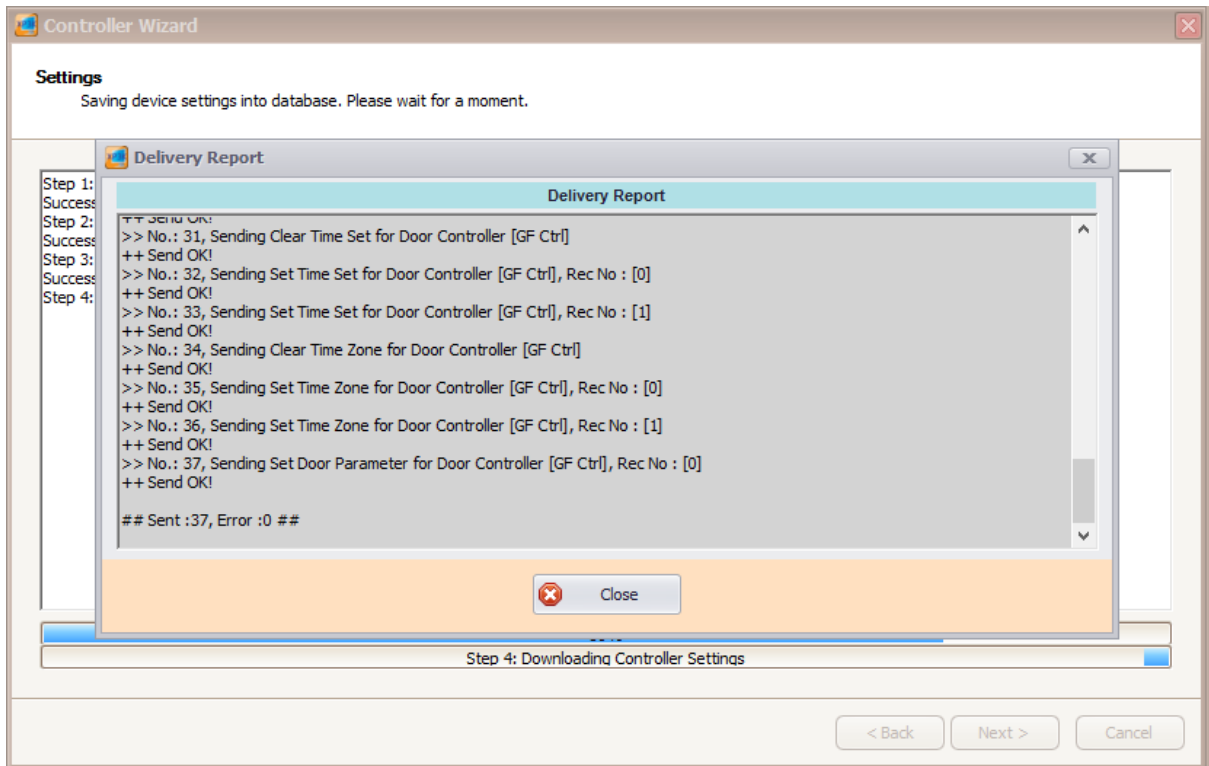 Controller Wizard
Settings
Saving device settings into database. Please wait for a moment.
Delivery Report
Delivery Report
Step 1:
Success
Step 2:
Success
Step 3:
Success
Step 4:
++ Send OK!
>> No.: 31, Sending Clear Time Set for Door Controller [GF Ctrl]
++ Send OK!
>> No.: 32, Sending Set Time Set for Door Controller [GF Ctrl], Rec No : [0]
++ Send OK!
>> No.: 33, Sending Set Time Set for Door Controller [GF Ctrl], Rec No : [1]
++ Send OK!
>> No.: 34, Sending Clear Time Zone for Door Controller [GF Ctrl]
++ Send OK!
>> No.: 35, Sending Set Time Zone for Door Controller [GF Ctrl], Rec No : [0]
++ Send OK!
>> No.: 36, Sending Set Time Zone for Door Controller [GF Ctrl], Rec No : [1]
++ Send OK!
>> No.: 37, Sending Set Door Parameter for Door Controller [GF Ctrl], Rec No : [0]
++ Send OK!
## Sent :37, Error :0 ##
Close
Step 4: Downloading Controller Settings
< Back
Next >
Cancel